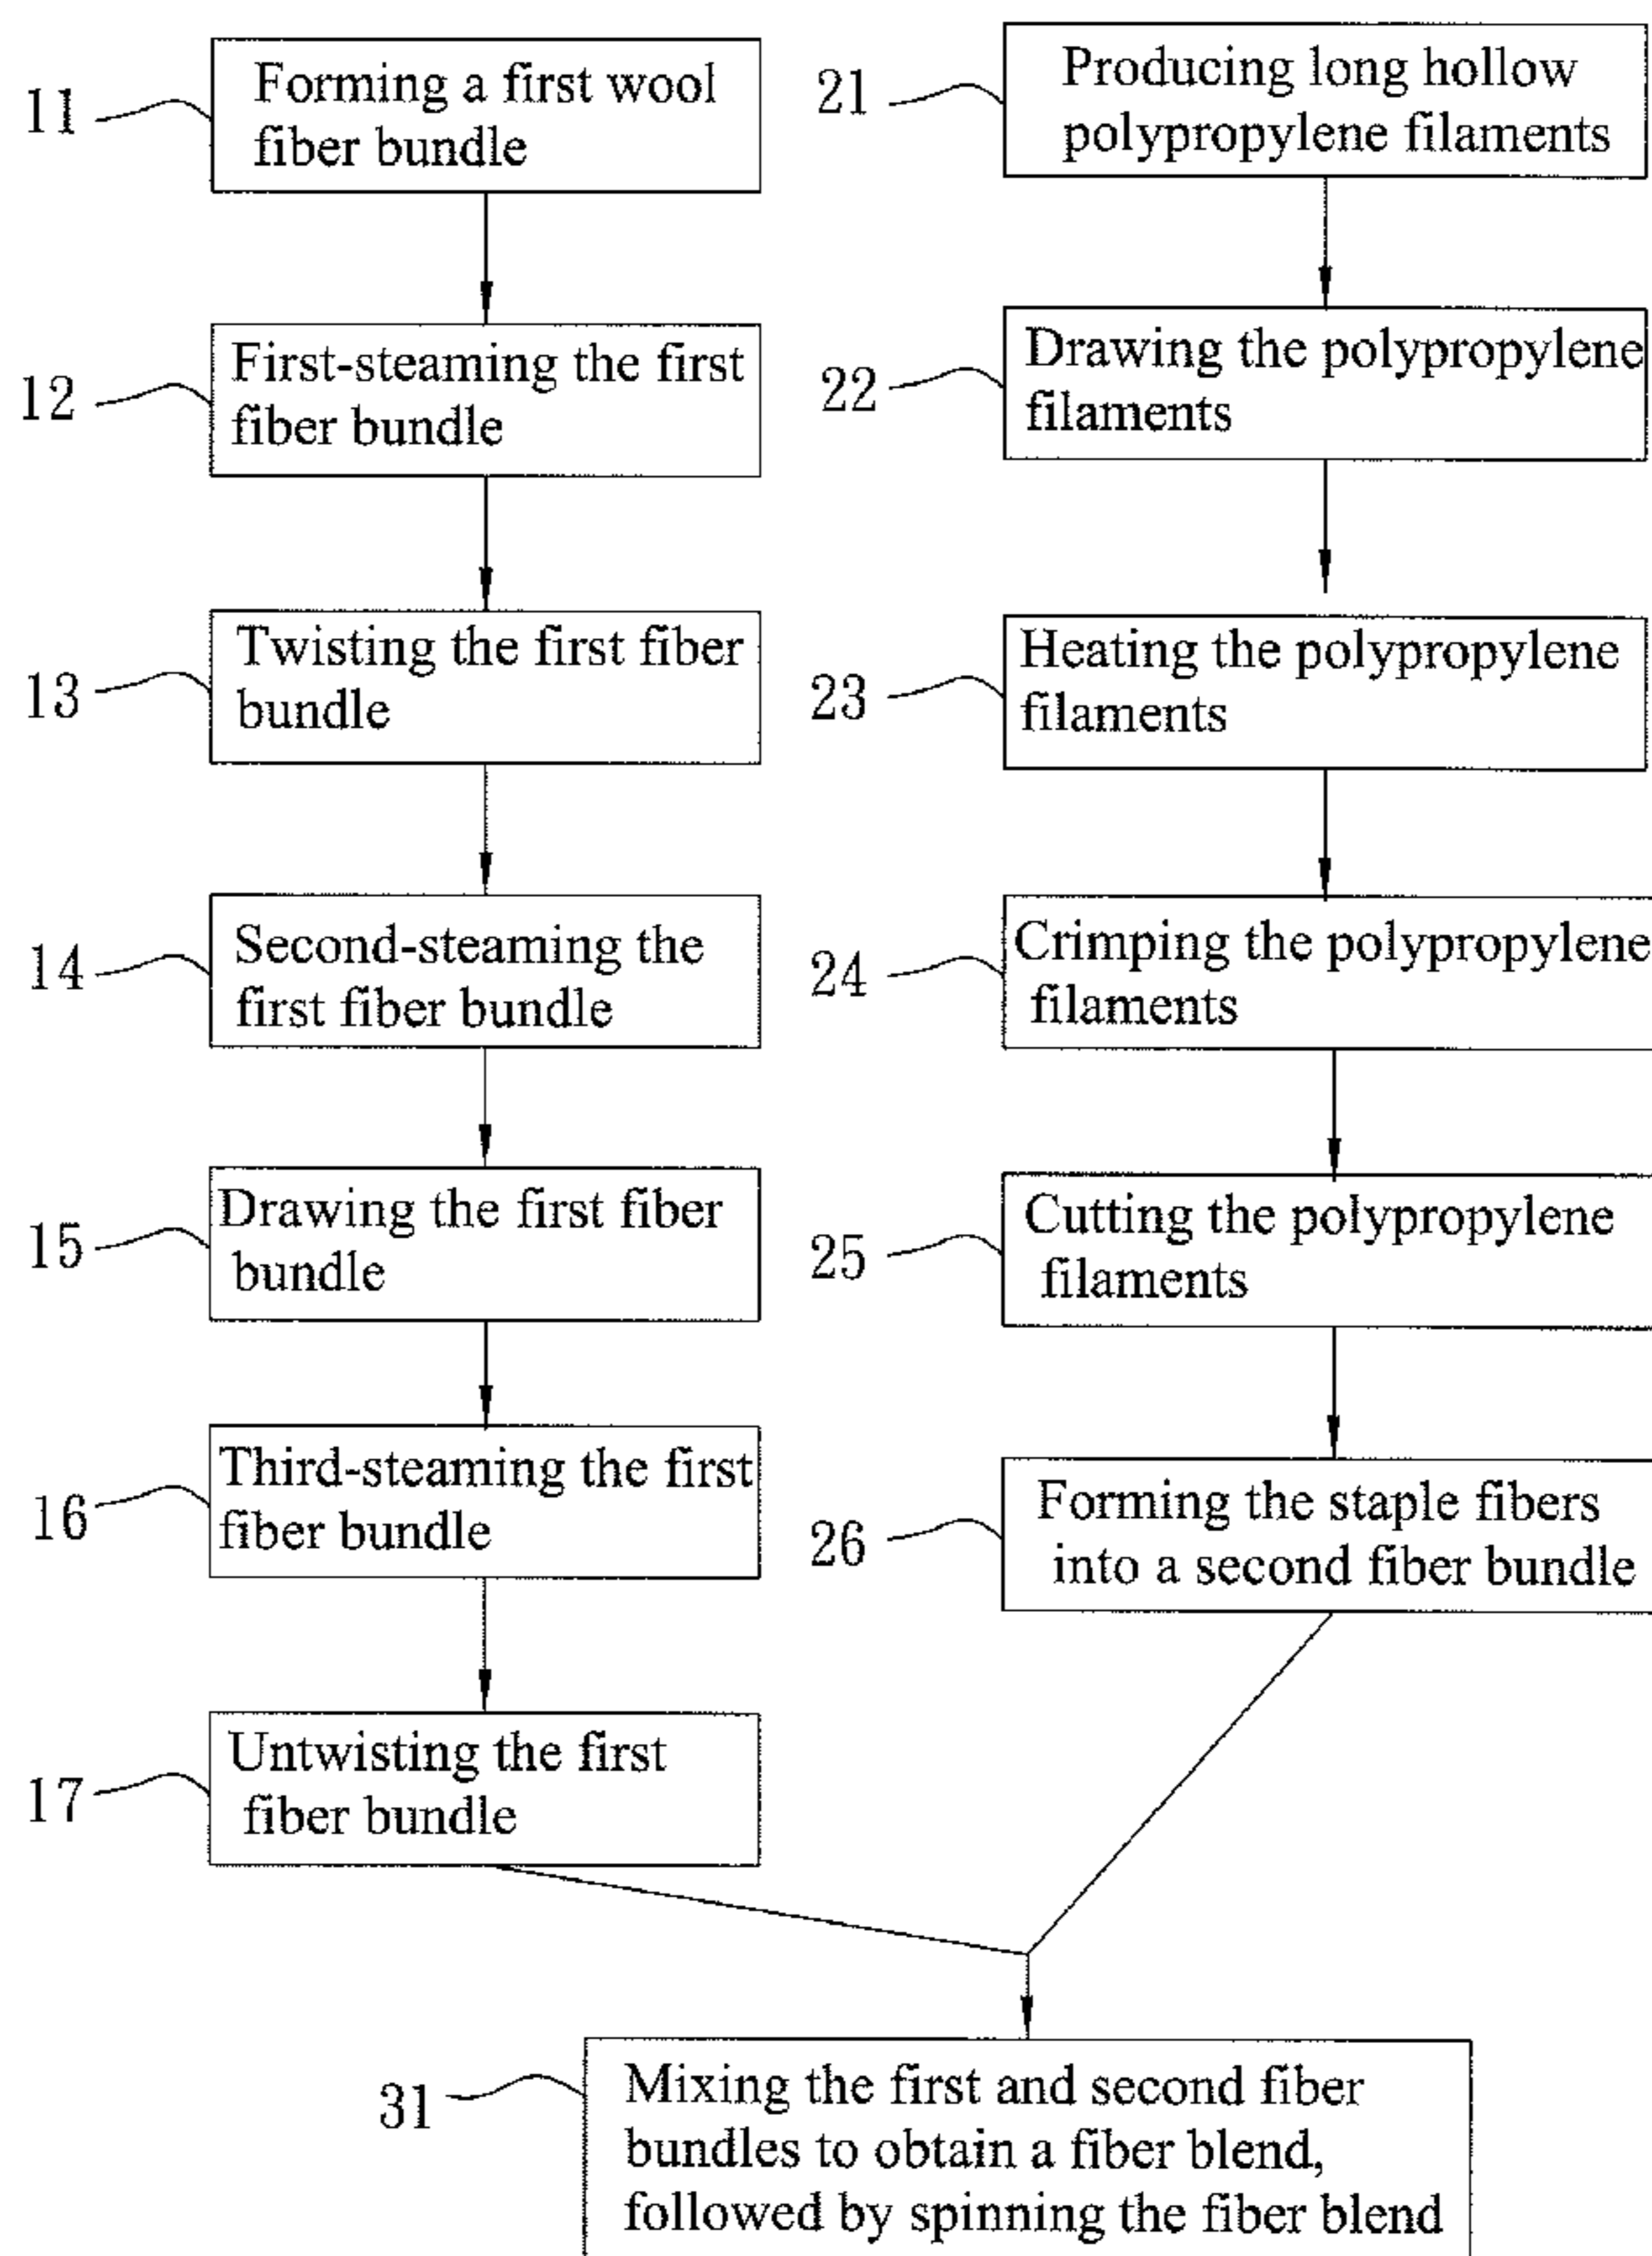 11
Forming a first wool
fiber bundle
12
First-steaming the first
fiber bundle
13
Twisting the first fiber
bundle
14
Second-steaming the
first fiber bundle
15
Drawing the first fiber
bundle
16
Third-steaming the first
fiber bundle
17
Untwisting the first
fiber bundle
21
Producing long hollow
polypropylene filaments
22
Drawing the polypropylene
filaments
23
Heating the polypropylene
filaments
24
Crimping the polypropylene
filaments
25
Cutting the polypropylene
filaments
26
Forming the staple fibers
into a second fiber bundle
31
Mixing the first and second fiber
bundles to obtain a fiber blend,
followed by spinning the fiber blend